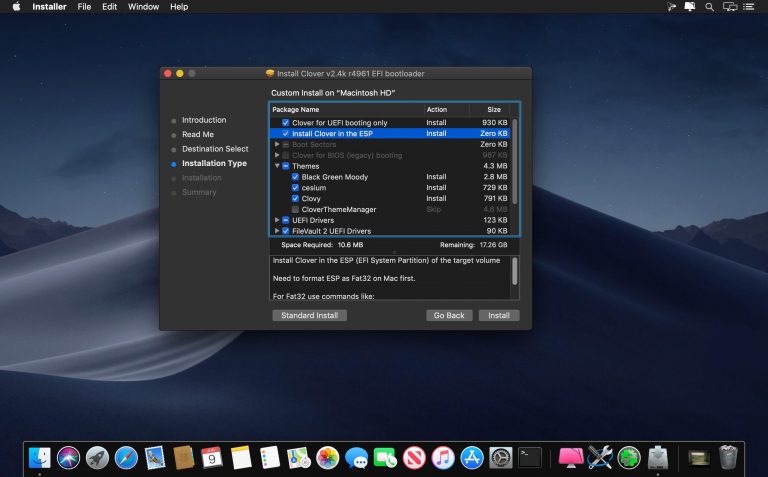 Installer File Edit Window Help
Install Clover v2.4k r4961 EFI bootloader
Custom Install on “Macintosh HD”
Introduction
Read Me
Destination Select
Installation Type
Installation
Summary
Package Name Action Size
Clover for UEFI booting only Install 930 KB
Install Clover in the ESP Install Zero KB
Boot Sectors Zero KB
Clover for BIOS (legacy) booting 967 KB
Themes 4.3 MB
Black Green Moody Install 2.8 MB
cesium Install 729 KB
Clovy Install 791 KB
CloverThemeManager Skip 4.6 MB
UEFI Drivers 123 KB
FileVault 2 UEFI Drivers 90 KB
Space Required: 10.6 MB Remaining: 17.26 GB
Install Clover in the ESP (EFI System Partition) of the target volume
Need to format ESP as Fat32 on Mac first.
For Fat32 use commands like:
Standard Install Go Back Install
9